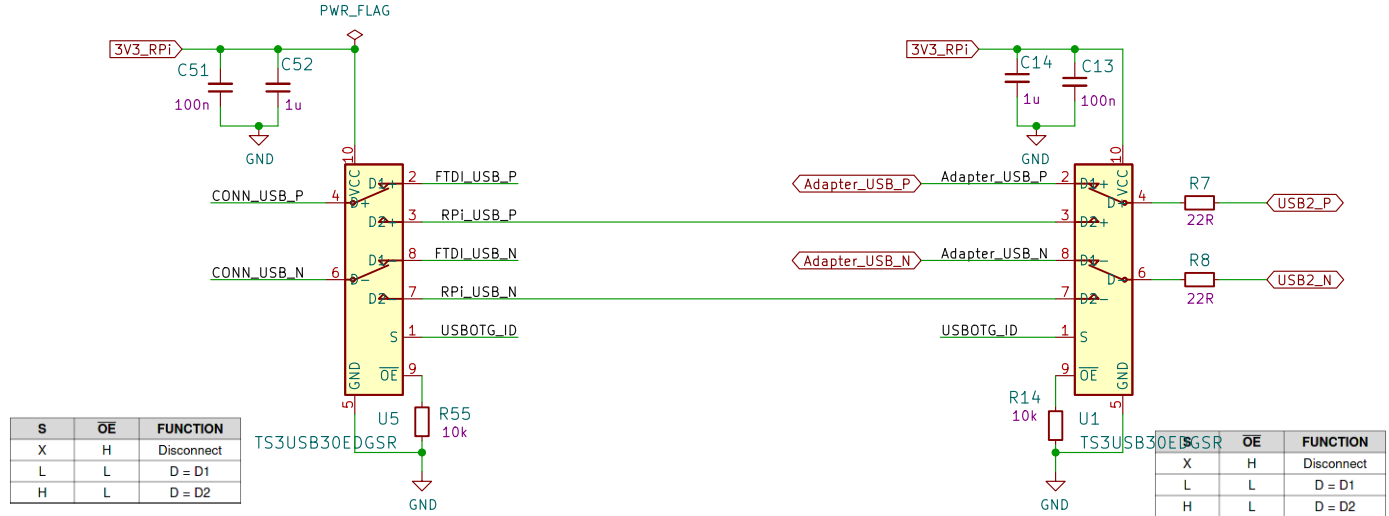 PWR_FLAG
3V3_RPi
C51
100n
C52
1u
GND
10
VCC
CONN_USB_P
4
D+
D1+
2
FTDI_USB_P
D2+
3
RPi_USB_P
D1-
8
FTDI_USB_N
CONN_USB_N
6
D-
D2-
7
RPi_USB_N
S
1
USBOTG_ID
OE
9
GND
5
R55
10k
U5
TS3USB30EDGSR
GND
S OE FUNCTION
X H Disconnect
L L D = D1
H L D = D2
3V3_RPi
C14
1u
C13
100n
GND
10
VCC
Adapter_USB_P
Adapter_USB_P
2
D1+
D+
4
R7
22R
USB2_P
3
D2+
Adapter_USB_N
Adapter_USB_N
8
D1-
D-
6
R8
22R
USB2_N
7
D2-
USBOTG_ID
1
S
9
OE
GND
5
R14
10k
U1
TS3USB30EDGSR
GND
S OE FUNCTION
X H Disconnect
L L D = D1
H L D = D2